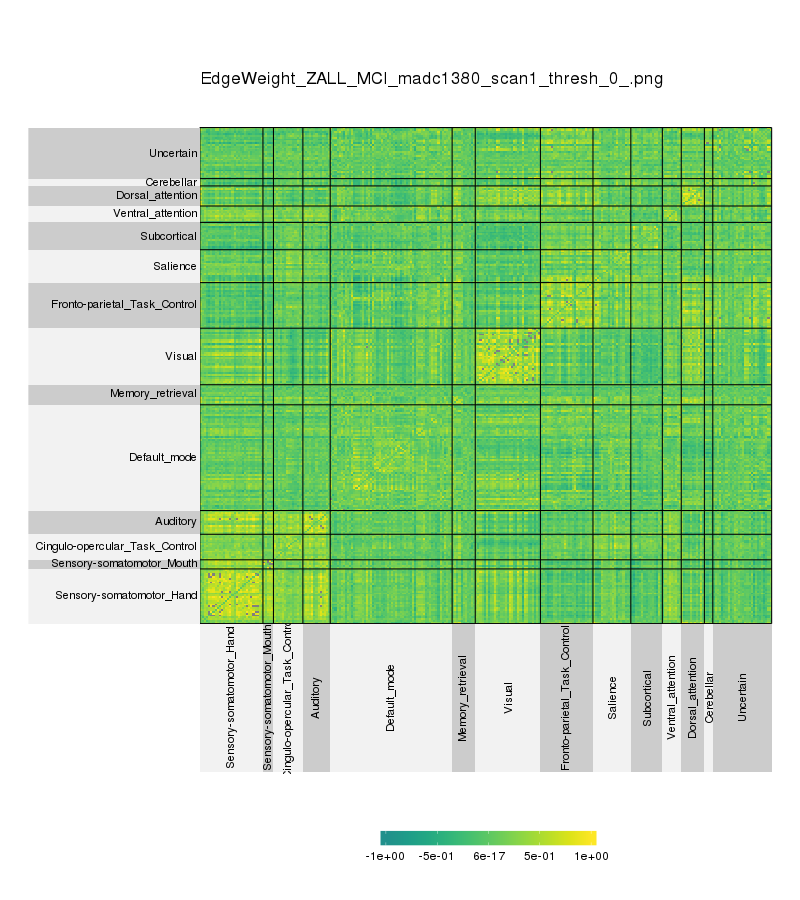 EdgeWeight_ZALL_MCI_madc1380_scan1_thresh_0_.png
Uncertain
Cerebellar
Dorsal_attention
Ventral_attention
Subcortical
Salience
Fronto-parietal_Task_Control
Visual
Memory_retrieval
Default_mode
Auditory
Cingulo-opercular_Task_Control
Sensory-somatomotor_Mouth
Sensory-somatomotor_Hand
Sensory-somatomotor_Hand
Sensory-somatomotor_Mouth
Cingulo-opercular_Task_Contro
Auditory
Default_mode
Memory_retrieval
Visual
Fronto-parietal_Task_Control
Salience
Subcortical
Ventral_attention
Dorsal_attention
Cerebellar
Uncertain
-1e+00 -5e-01 6e-17 5e-01 1e+00